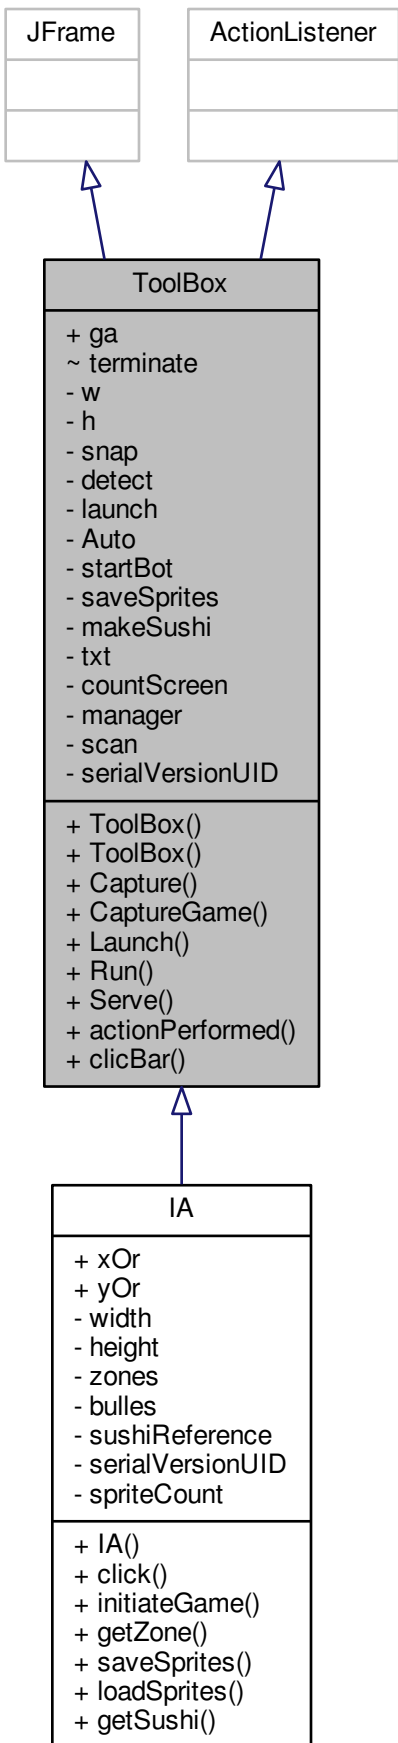 JFrame
ActionListener
ToolBox
+ ga
~ terminate
- w
- h
- snap
- detect
- launch
- Auto
- startBot
- saveSprites
- makeSushi
- txt
- countScreen
- manager
- scan
- serialVersionUID
+ ToolBox()
+ ToolBox()
+ Capture()
+ CaptureGame()
+ Launch()
+ Run()
+ Serve()
+ actionPerformed()
+ clicBar()
IA
+ xOr
+ yOr
- width
- height
- zones
- bulles
- sushiReference
- serialVersionUID
- spriteCount
+ IA()
+ click()
+ initiateGame()
+ getZone()
+ saveSprites()
+ loadSprites()
+ getSushi()